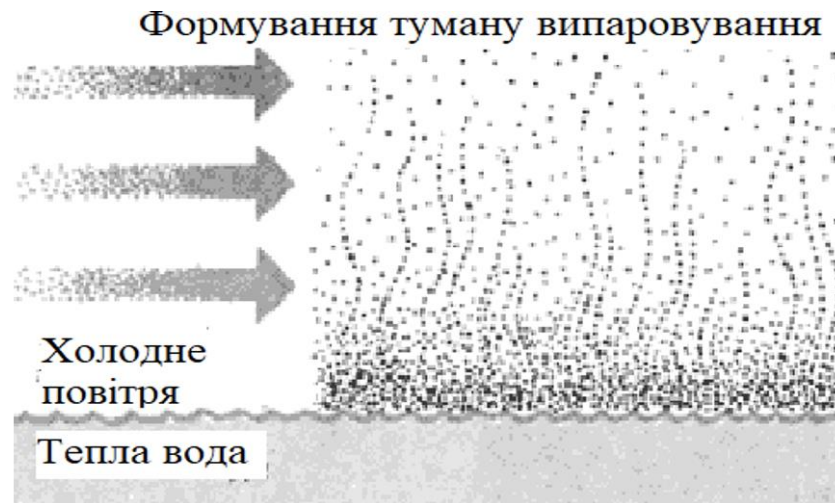 Формування туману випаровування
Холодне
повітря
Тепла вода